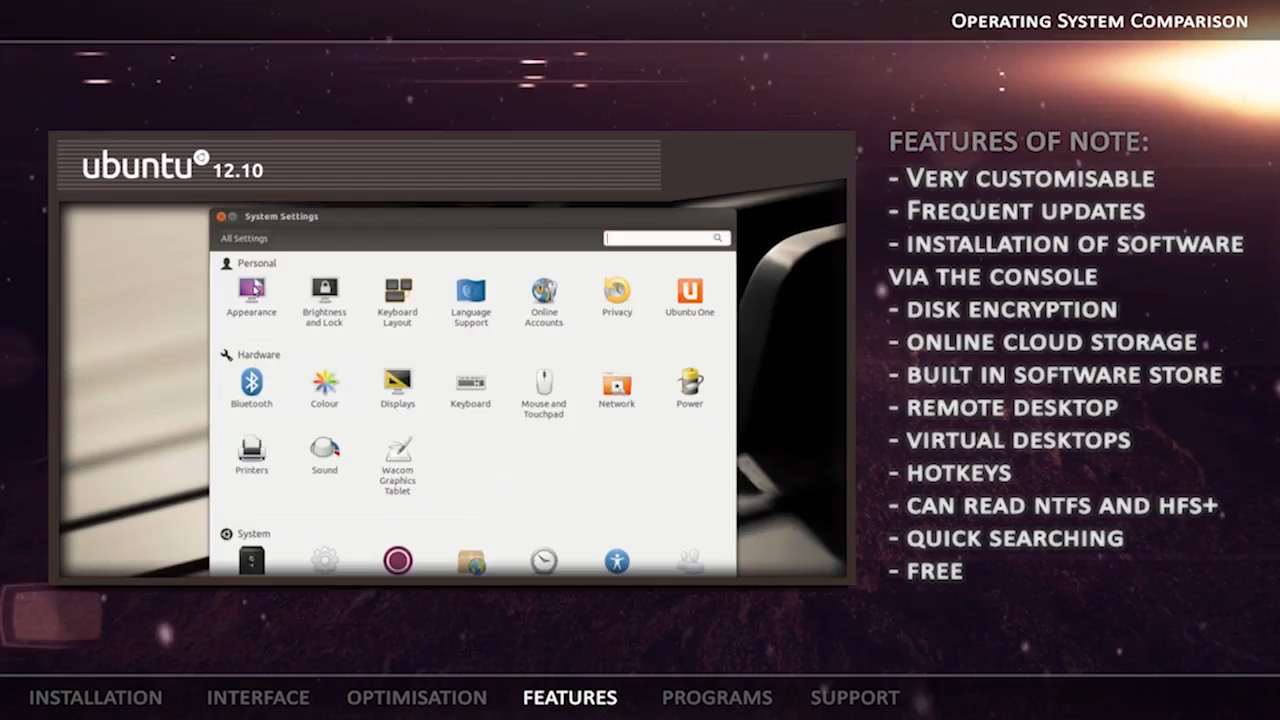 Operating System Comparison
ubuntu 12.10
System Settings
All Settings
Personal
Appearance
Brightness and Lock
Keyboard Layout
Language Support
Online Accounts
Privacy
Ubuntu One
Hardware
Bluetooth
Colour
Displays
Keyboard
Mouse and Touchpad
Network
Power
Printers
Sound
Wacom Graphics Tablet
System
FEATURES OF NOTE:
- VERY CUSTOMISABLE
- FREQUENT UPDATES
- INSTALLATION OF SOFTWARE
VIA THE CONSOLE
- DISK ENCRYPTION
- ONLINE CLOUD STORAGE
- BUILT IN SOFTWARE STORE
- REMOTE DESKTOP
- VIRTUAL DESKTOPS
- HOTKEYS
- CAN READ NTFS AND HFS+
- QUICK SEARCHING
- FREE
INSTALLATION INTERFACE OPTIMISATION FEATURES PROGRAMS SUPPORT